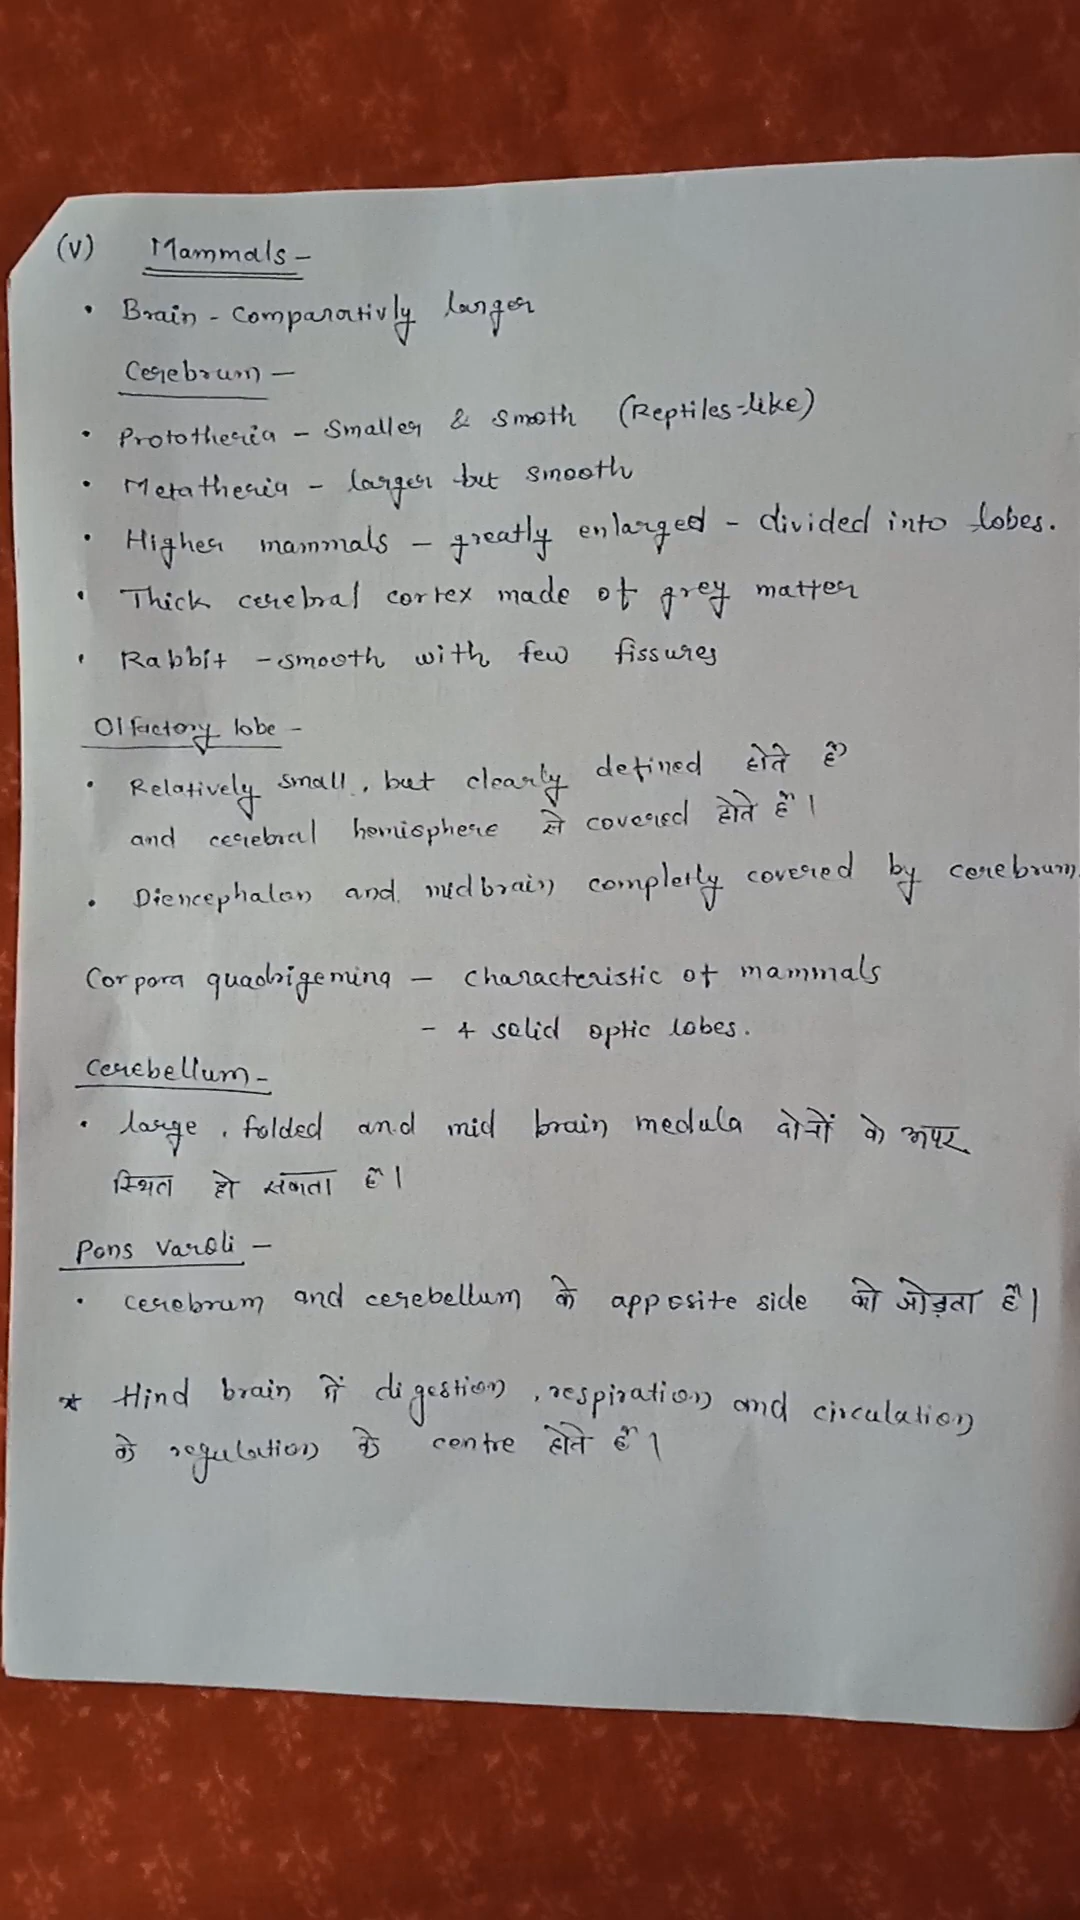 (V) Mammals -
• Brain - comparativly larger
Cerebrum —
• Prototheria - smaller & smoth (Reptiles-like)
• Metatheria - larger but smooth
• Higher mammals - greatly enlarged - divided into lobes.
• Thick cerebral cortex made of grey matter
• Rabbit - smooth with few fissures
Olfactory lobe -
• Relatively small, but clearly defined होते हैं
and cerebral hemisphere से covered होते हैं।
• Diencephalon and midbrain completly covered by cerebrum.
Corpora quadrigemina - characteristic of mammals
- 4 solid optic lobes.
Cerebellum -
• large, folded and mid brain medula दोनों के ऊपर
स्थित हो सकता है।
Pons Varoli —
• cerebrum and cerebellum के apposite side को जोड़ता है।
* Hind brain में digestion, respiration and circulation
के regulation के centre होते हैं।